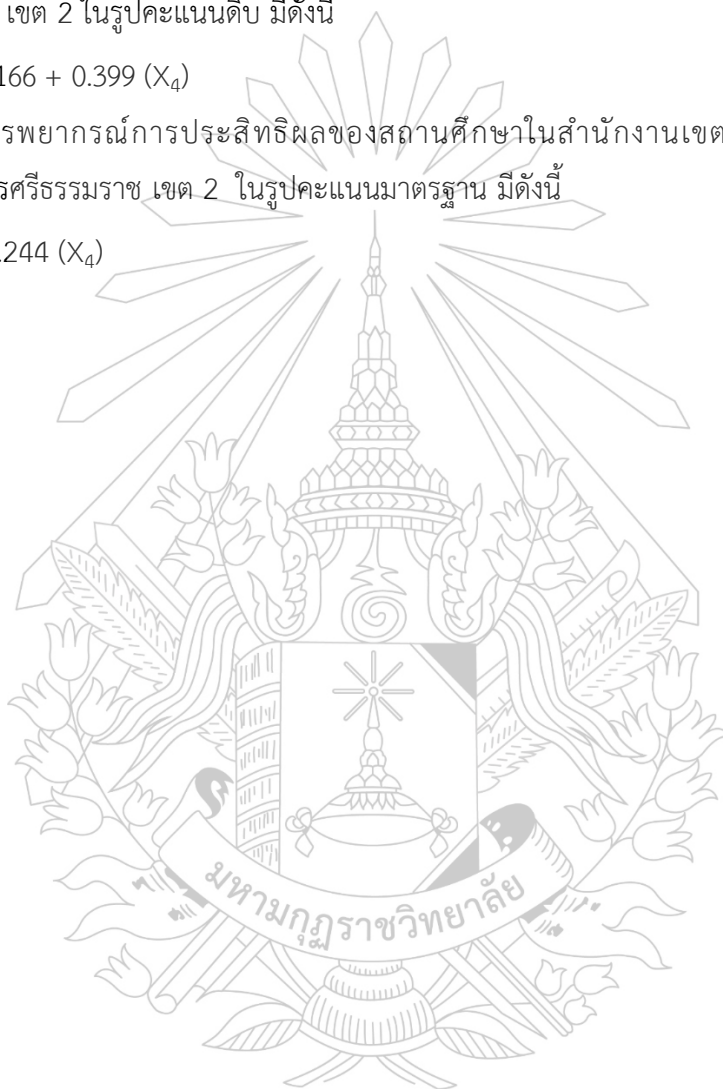 เขต 2 ในรูปคะแนนดิบ มีดังนี้
166 + 0.399 (X₄)
รพยากรณ์การประสิทธิผลของสถานศึกษาในสำนักงานเขต
รศรีธรรมราช เขต 2 ในรูปคะแนนมาตรฐาน มีดังนี้
.244 (X₄)
มหามกุฏราชวิทยาลัย